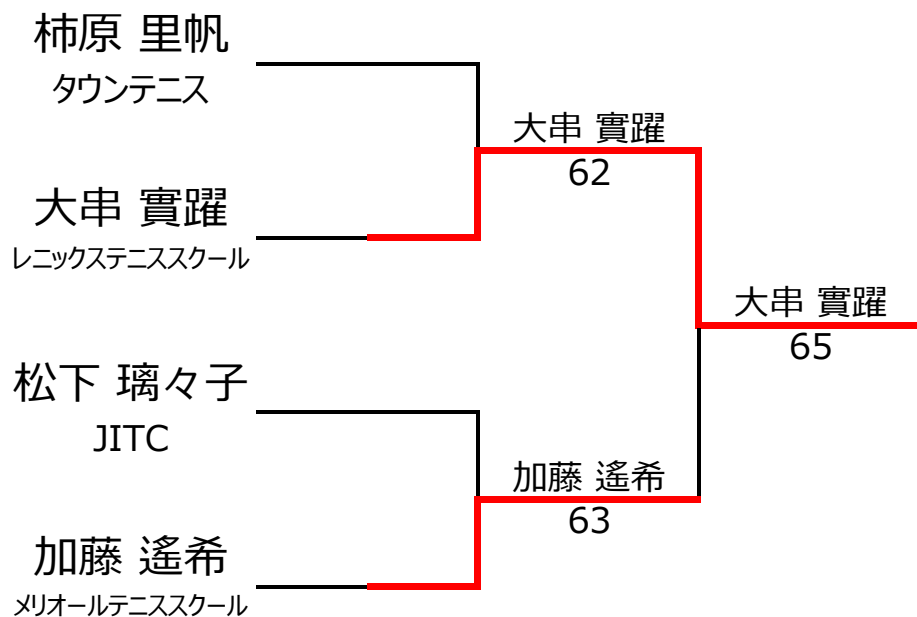 柿原 里帆
タウンテニス
大串 實躍
62
大串 實躍
レニックステニススクール
大串 實躍
65
松下 璃々子
JITC
加藤 遙希
63
加藤 遙希
メリオールテニススクール